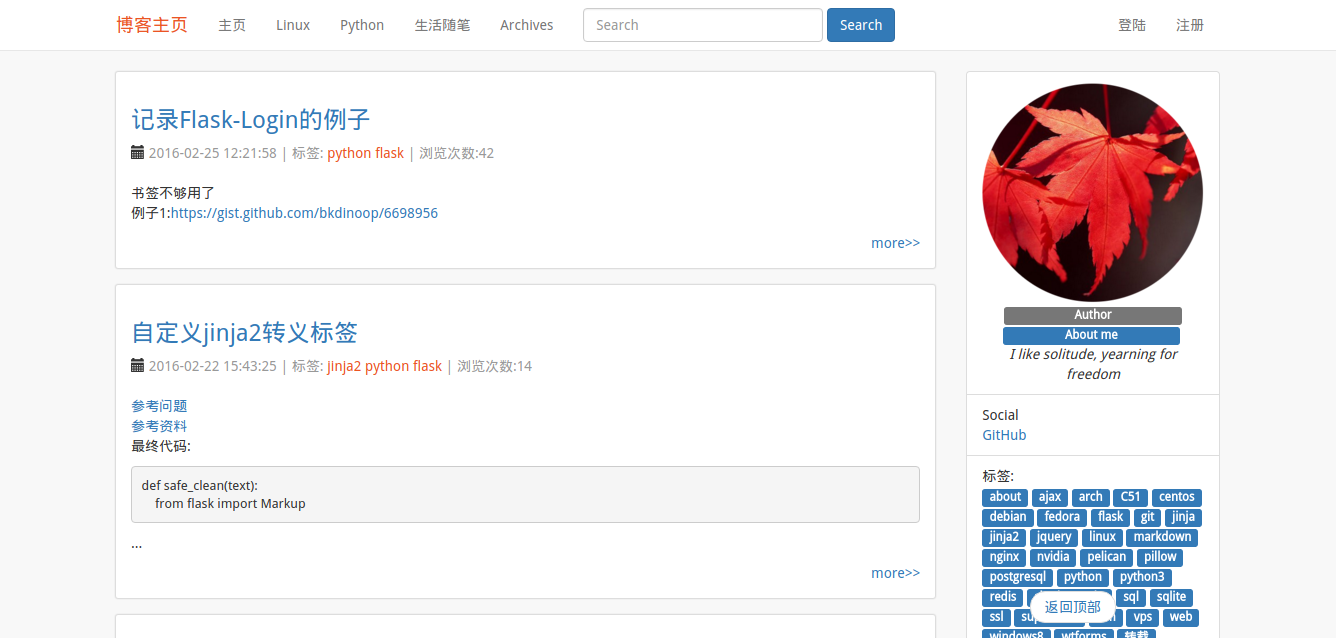 博客主页 主页 Linux Python 生活随笔 Archives Search Search 登陆 注册
记录Flask-Login的例子
2016-02-25 12:21:58 | 标签: python flask | 浏览次数:42
书签不够用了
例子1:https://gist.github.com/bkdinoop/6698956
more>>
自定义jinja2转义标签
2016-02-22 15:43:25 | 标签: jinja2 python flask | 浏览次数:14
参考问题
参考资料
最终代码:
def safe_clean(text):
from flask import Markup
...
more>>
Author
About me
I like solitude, yearning for
freedom
Social
GitHub
标签:
about ajax arch C51 centos
debian fedora flask git jinja
jinja2 jquery linux markdown
nginx nvidia pelican pillow
postgresql python python3
redis sql sqlite
返回顶部
ssl vps web
windows8 wtforms 转载